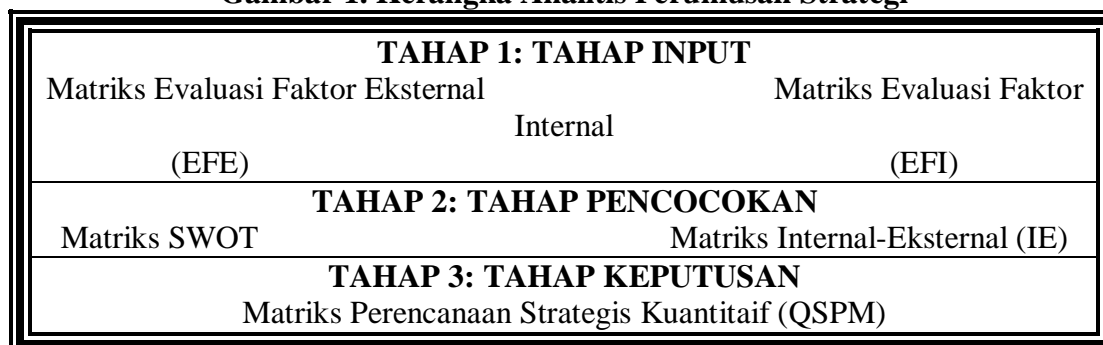 TAHAP 1: TAHAP INPUT
Matriks Evaluasi Faktor Eksternal Matriks Evaluasi Faktor
Internal
(EFE) (EFI)
TAHAP 2: TAHAP PENCOCOKAN
Matriks SWOT Matriks Internal-Eksternal (IE)
TAHAP 3: TAHAP KEPUTUSAN
Matriks Perencanaan Strategis Kuantitaif (QSPM)